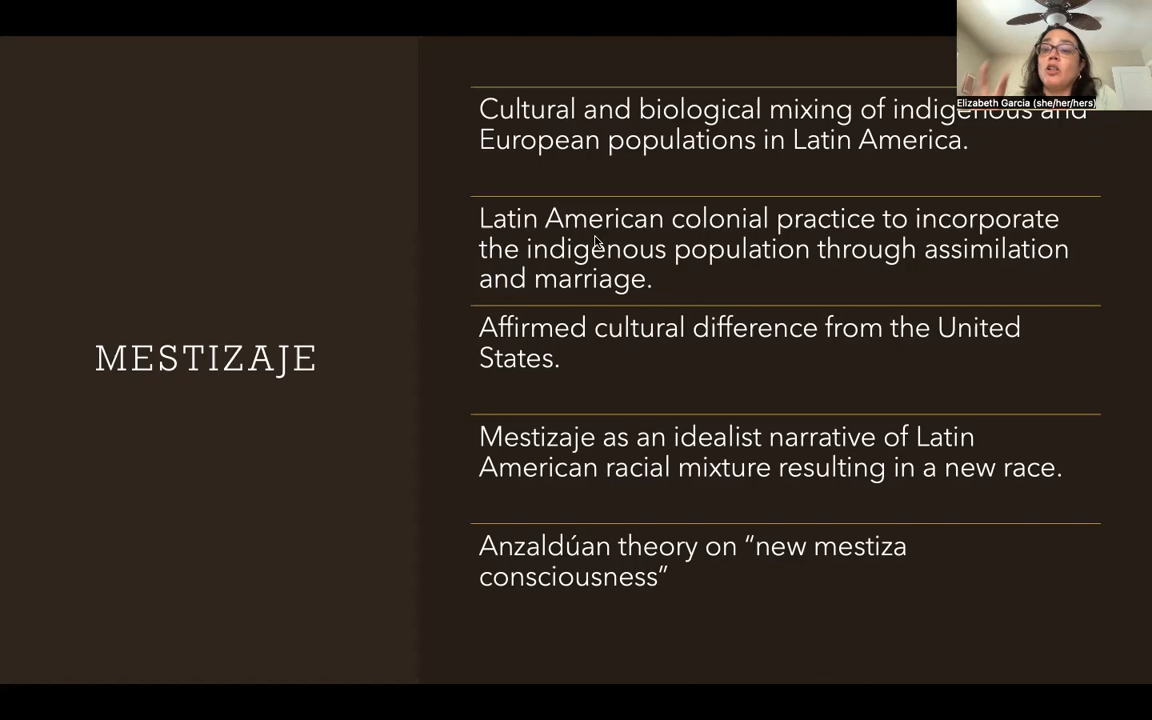 Elizabeth Garcia (she/her/hers)
MESTIZAJE
Cultural and biological mixing of indigenous and
European populations in Latin America.
Latin American colonial practice to incorporate
the indigenous population through assimilation
and marriage.
Affirmed cultural difference from the United
States.
Mestizaje as an idealist narrative of Latin
American racial mixture resulting in a new race.
Anzaldúan theory on “new mestiza
consciousness”